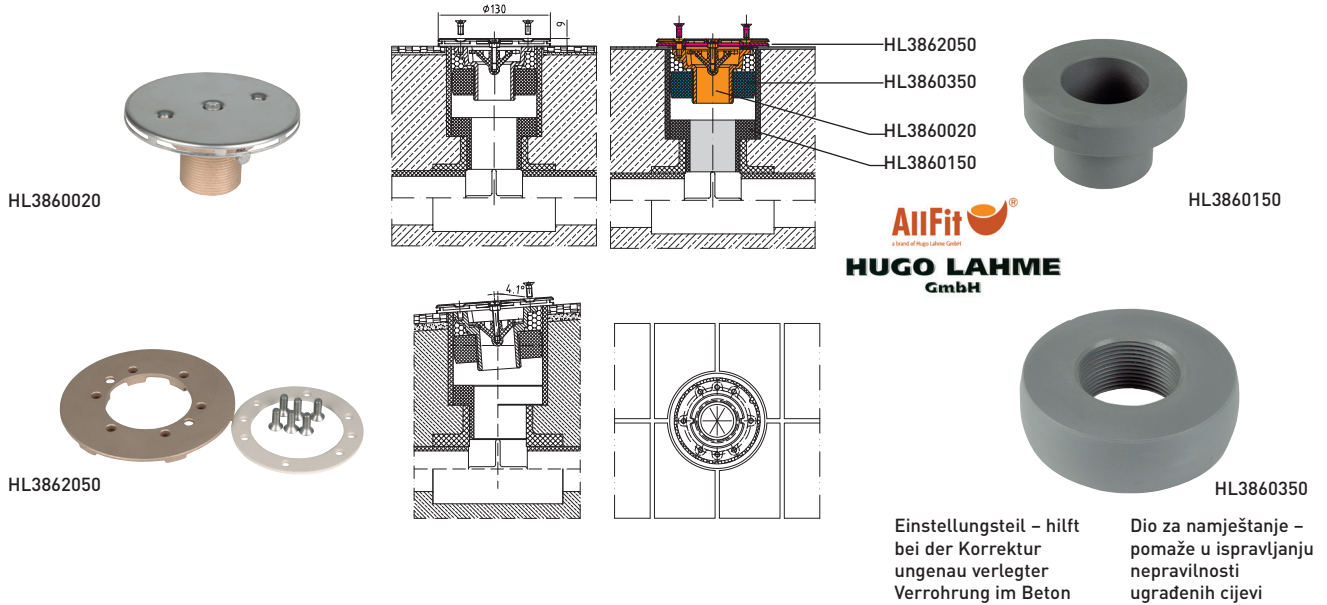 ø130
9
HL3862050
HL3860350
HL3860020
HL3860150
HL3860020
HL3860150
AllFit®
a brand of Hugo Lahme GmbH
HUGO LAHME
GmbH
4.1°
HL3862050
HL3860350
Einstellungsteil – hilft
bei der Korrektur
ungenau verlegter
Verrohrung im Beton
Dio za namještanje –
pomaže u ispravljanju
nepravilnosti
ugrađenih cijevi